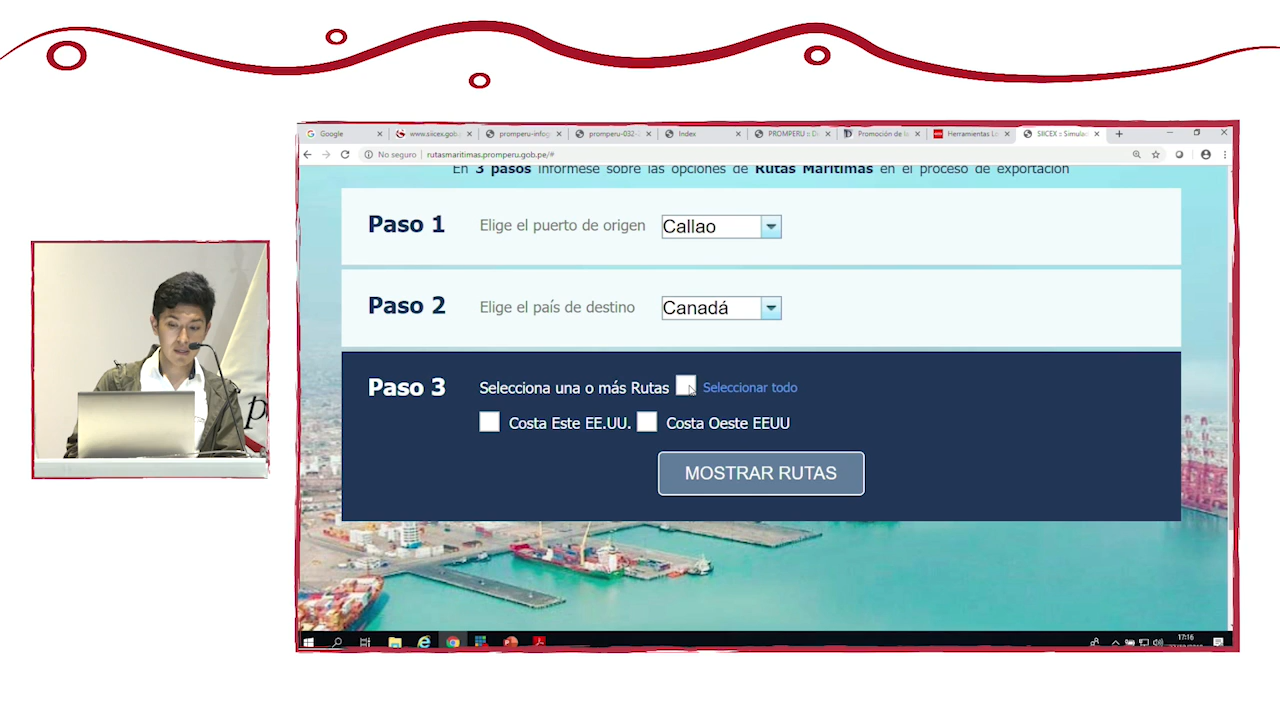 Google
www.siicex.gob.
promperu-infog
promperu-032-
Index
PROMPERU :: D
Promoción de la
Herramientas L
SIICEX :: Simula
No seguro | rutasmaritimas.promperu.gob.pe/#
En 3 pasos infórmese sobre las opciones de Rutas Marítimas en el proceso de exportación
Paso 1
Elige el puerto de origen
Callao
Paso 2
Elige el país de destino
Canadá
Paso 3
Selecciona una o más Rutas
Seleccionar todo
Costa Este EE.UU.
Costa Oeste EEUU
MOSTRAR RUTAS
17:16
p